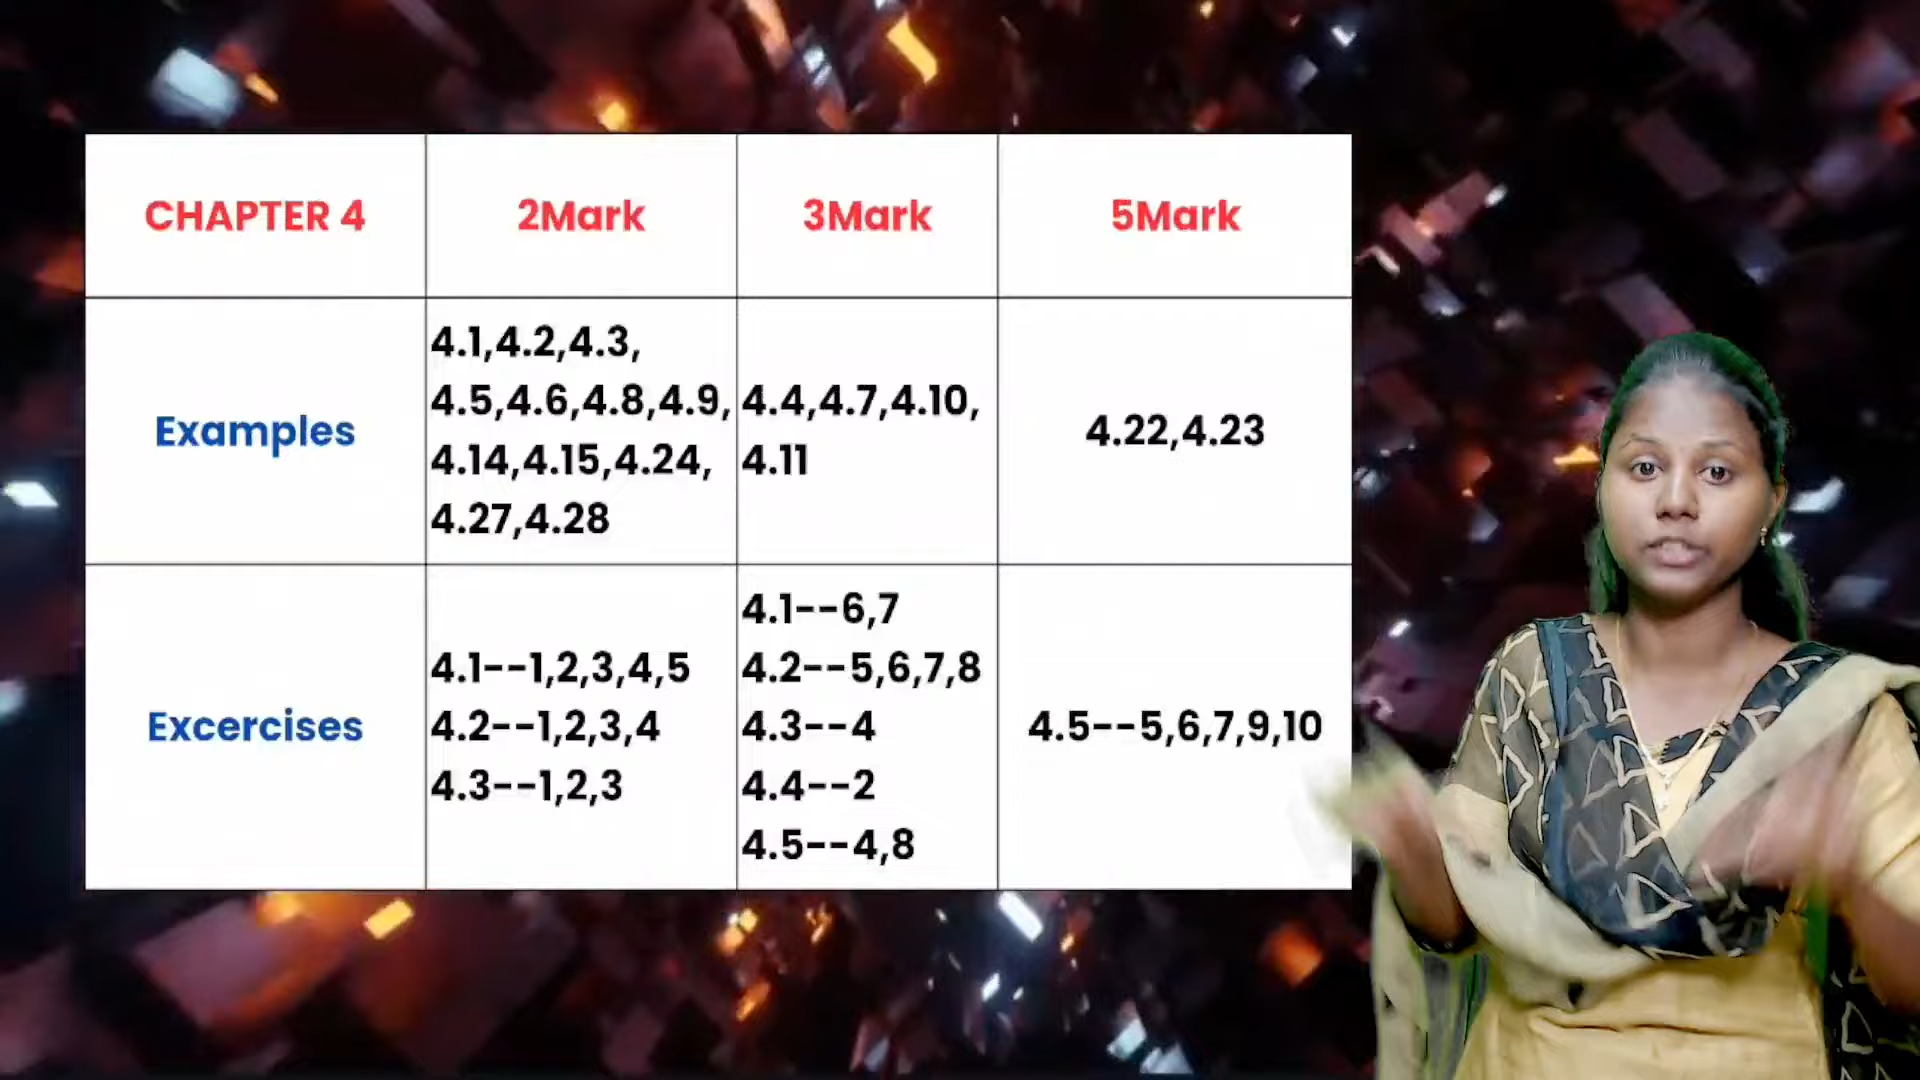 CHAPTER 4
2Mark
3Mark
5Mark
Examples
4.1,4.2,4.3,
4.5,4.6,4.8,4.9,
4.14,4.15,4.24,
4.27,4.28
4.4,4.7,4.10,
4.11
4.22,4.23
Excercises
4.1--1,2,3,4,5
4.2--1,2,3,4
4.3--1,2,3
4.1--6,7
4.2--5,6,7,8
4.3--4
4.4--2
4.5--4,8
4.5--5,6,7,9,10